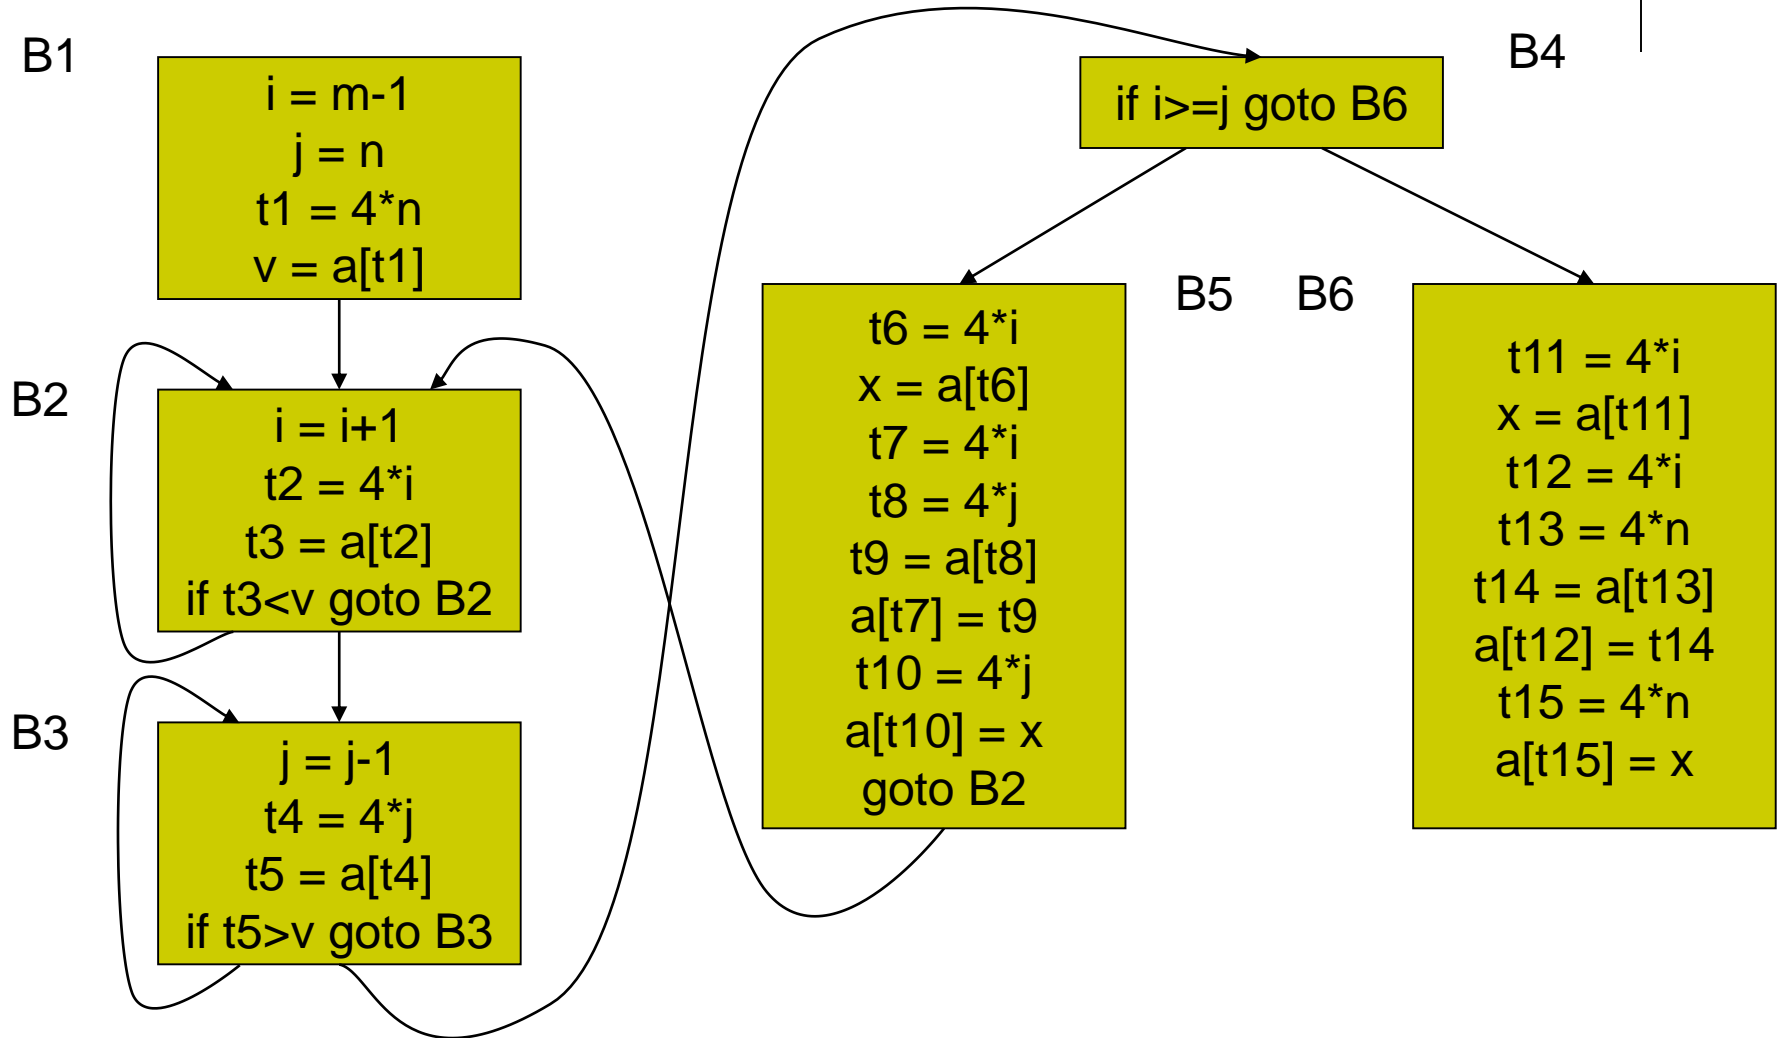 B1
i = m-1
j = n
t1 = 4*n
v = a[t1]
B2
i = i+1
t2 = 4*i
t3 = a[t2]
if t3<v goto B2
B3
j = j-1
t4 = 4*j
t5 = a[t4]
if t5>v goto B3
B4
if i>=j goto B6
B5
t6 = 4*i
x = a[t6]
t7 = 4*i
t8 = 4*j
t9 = a[t8]
a[t7] = t9
t10 = 4*j
a[t10] = x
goto B2
B6
t11 = 4*i
x = a[t11]
t12 = 4*i
t13 = 4*n
t14 = a[t13]
a[t12] = t14
t15 = 4*n
a[t15] = x